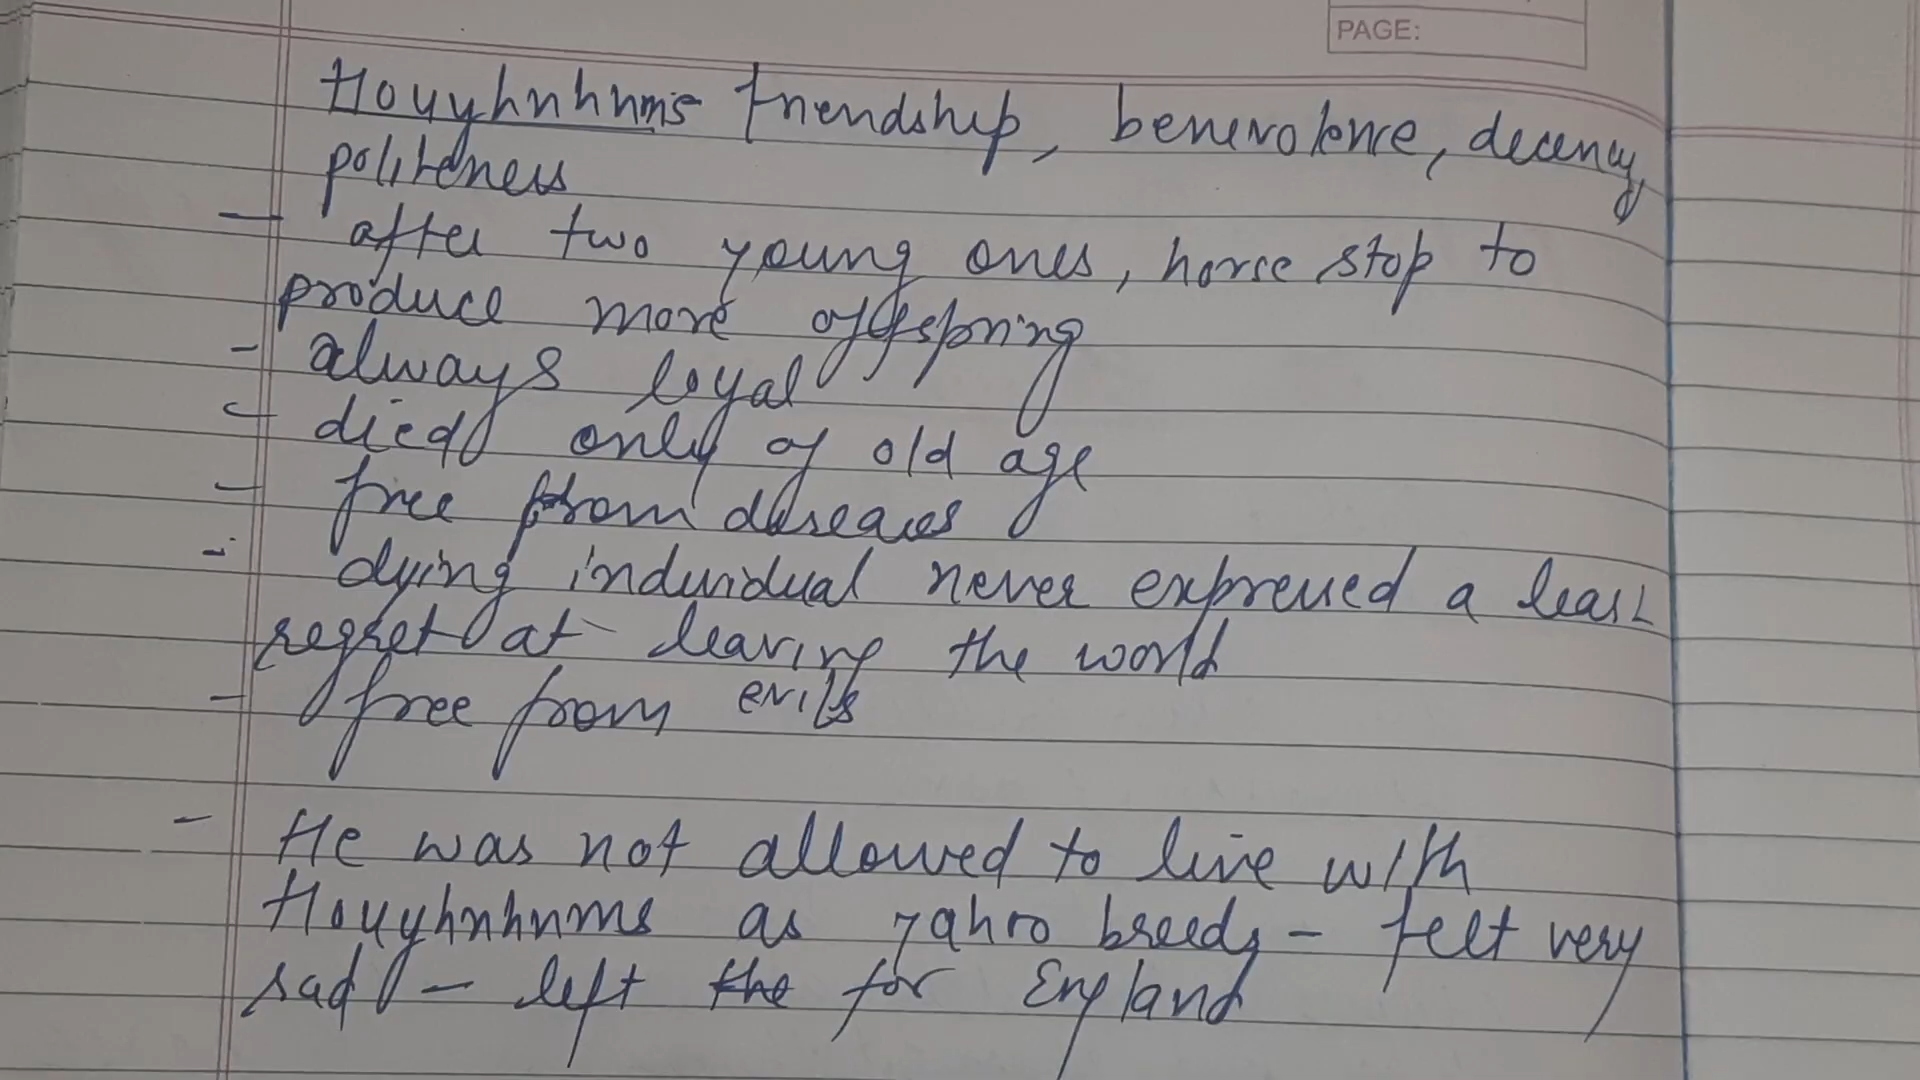 PAGE:
Houyhnhnms friendship, benevolence, decency,
politeness
- after two young ones, horse stop to
produce more offspring
- always loyal
- died only of old age
- free from diseases
- dying individual never expressed a least
regret at leaving the world
- free from evils
- He was not allowed to live with
Houyhnhnms as yahoo breeds - felt very
sad - left the for England